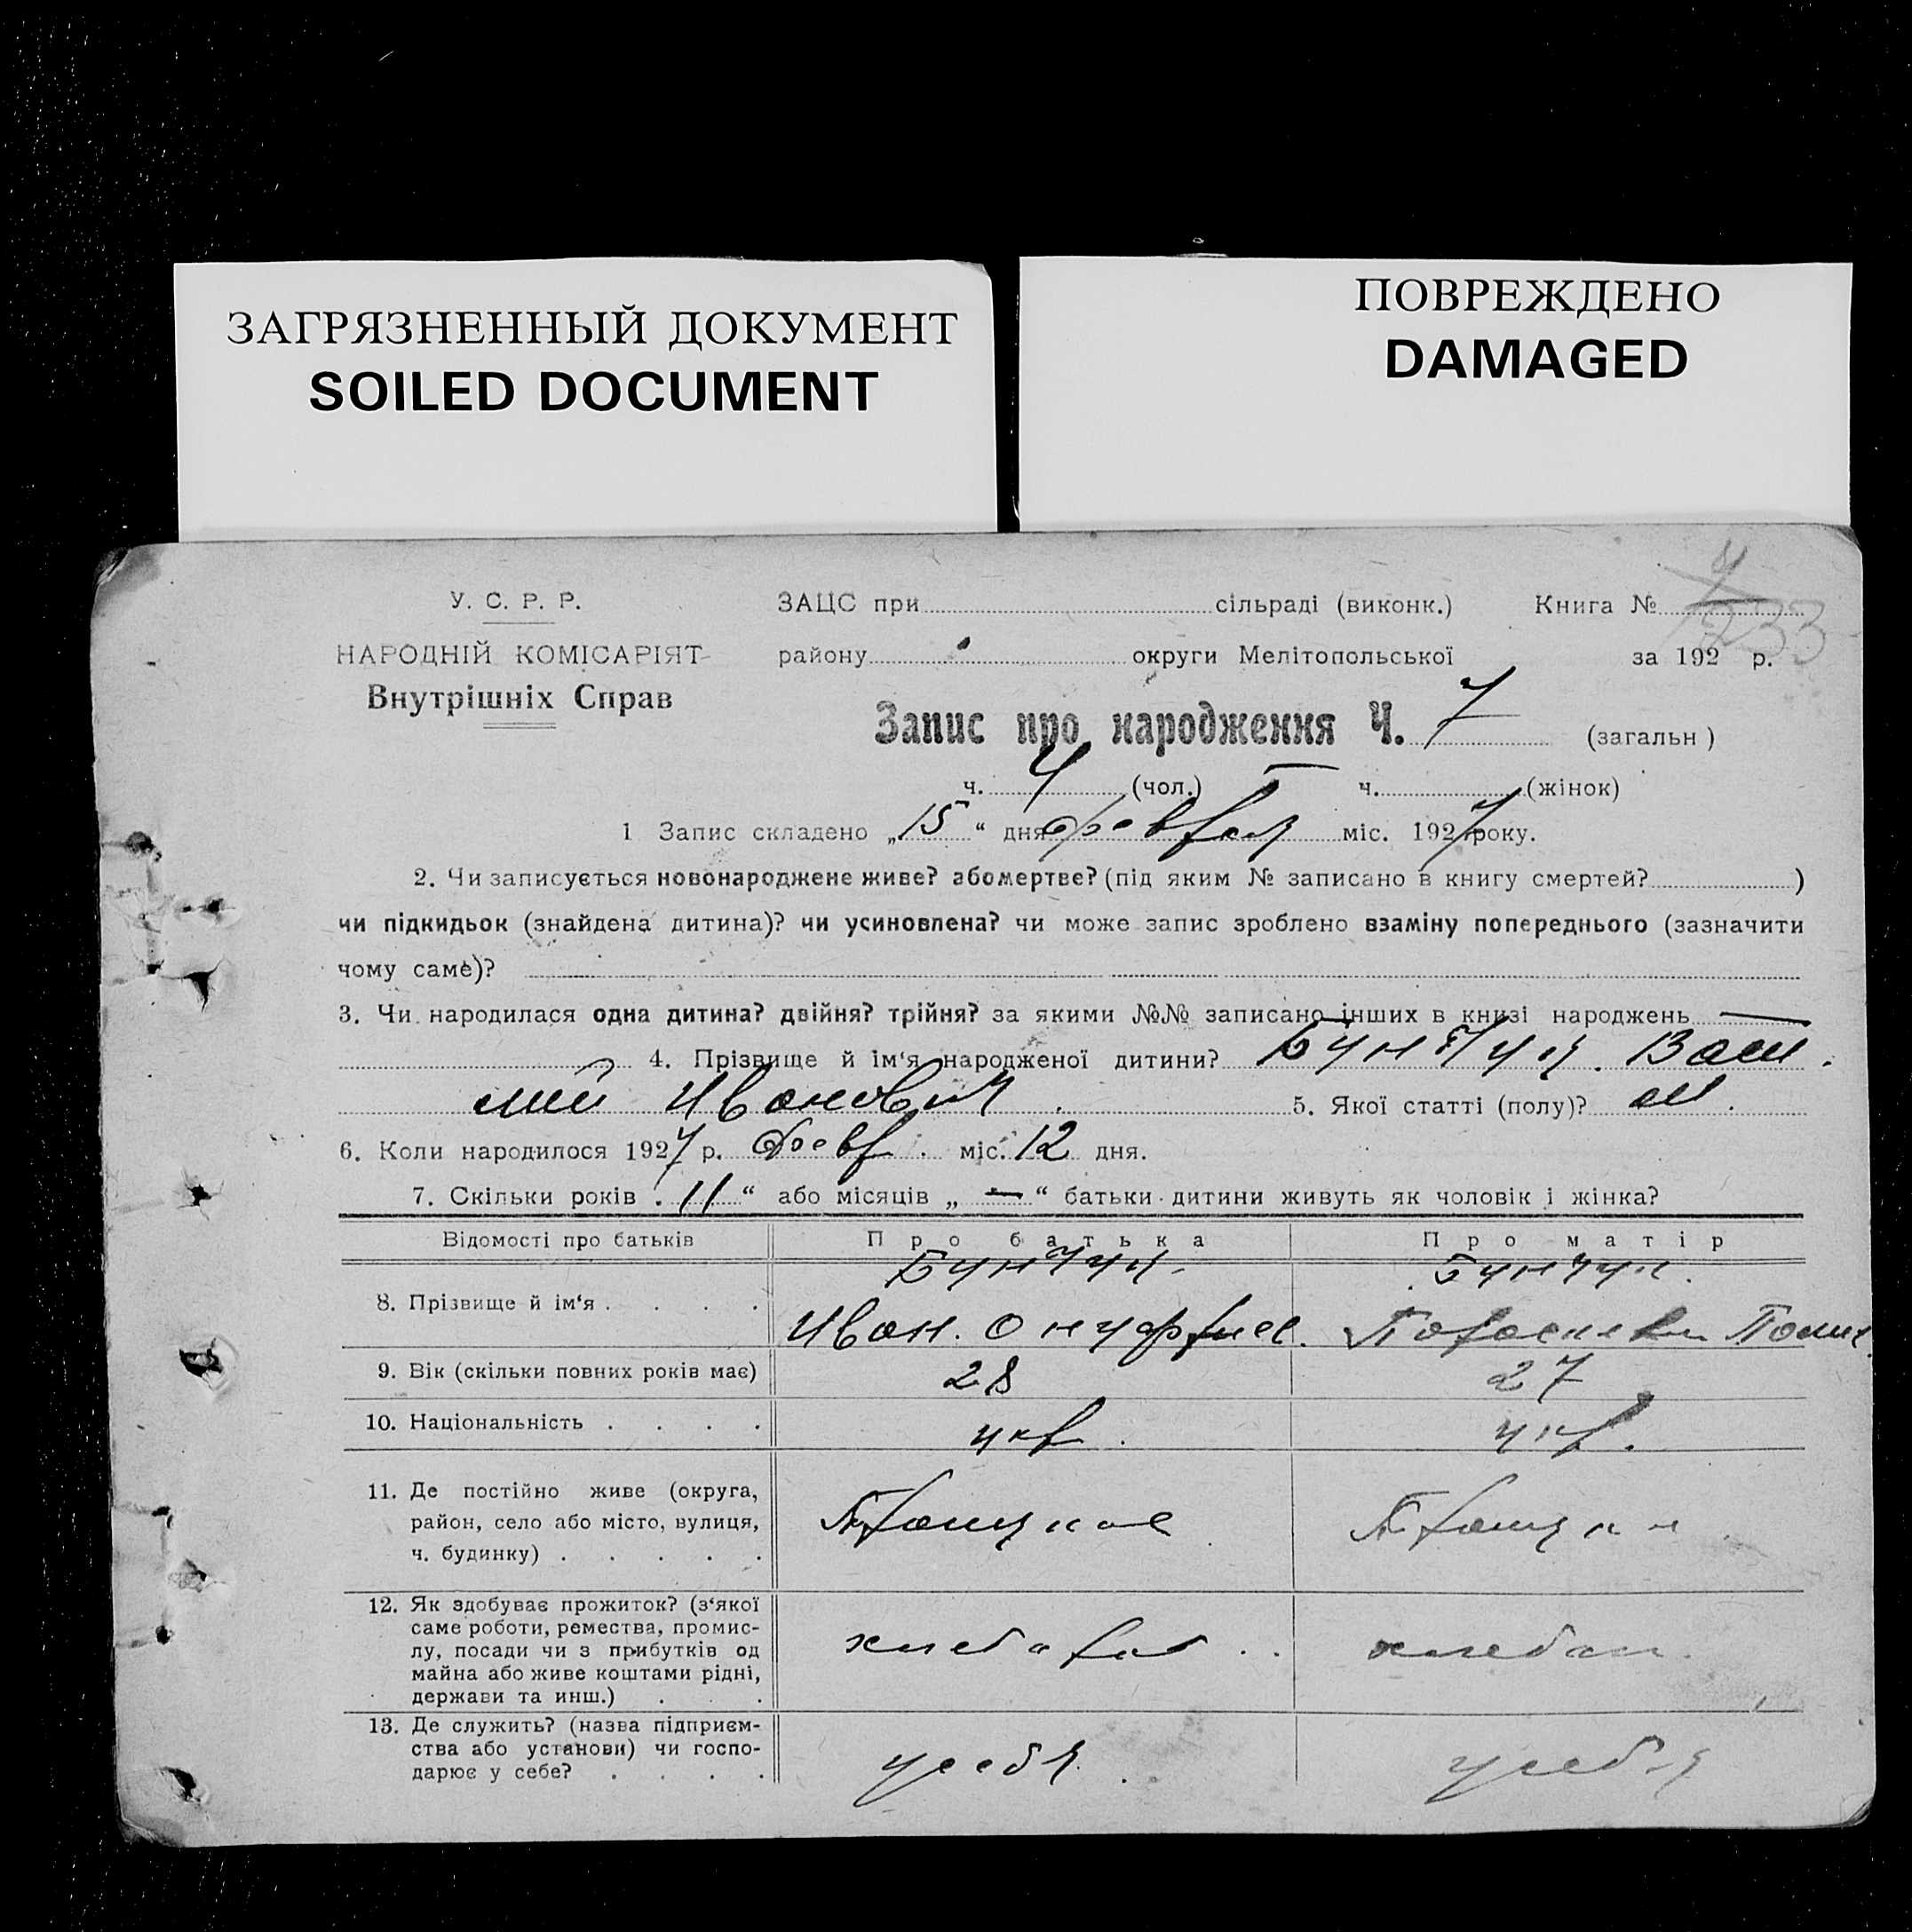 ЗАГРЯЗНЕННЫЙ ДОКУМЕНТ
SOILED DOCUMENT
ПОВРЕЖДЕНО
DAMAGED
У. С. Р. Р.
НАРОДНІЙ КОМІСАРІЯТ
Внутрішніх Справ
ЗАЦС при сільраді (виконк.) Книга №
району округи Мелітопольської за 192 р.
233
Запис про народження Ч. 7 (загальн)
ч. 4 (чол.) ч. — (жінок)
1 Запис складено „15“ дня февраля міс. 1927 року.
2. Чи записується новонароджене живе? або мертве? (під яким № записано в книгу смертей? )
чи підкидьок (знайдена дитина)? чи усиновлена? чи може запис зроблено взаміну попереднього (зазначити
чому саме)?
3. Чи народилася одна дитина? двійня? трійня? за якими №№ записано інших в книзі народжень —
4. Прізвище й ім‘я народженої дитини? Васи
лий Иванович. 5. Якої статті (полу)? м.
6. Коли народилося 1927 р. Февр. міс. 12 дня.
7. Скільки років „11“ або місяців „—“ батьки дитини живуть як чоловік і жінка?
Відомості про батьків Про батька Про матір
8. Прізвище й ім‘я . . . .
Иван.
9. Вік (скільки повних років має) 28 27
10. Національність . . . . укр. укр.
11. Де постійно живе (округа,
район, село або місто, вулиця,
ч. будинку) . . . . .
12. Як здобуває прожиток? (з‘якої
саме роботи, ремества, промис-
лу, посади чи з прибутків од
майна або живе коштами рідні,
держави та инш.) . . .
13. Де служить? (назва підприєм-
ства або установи) чи госпо-
дарює у себе? . . . .
у себя. у себя